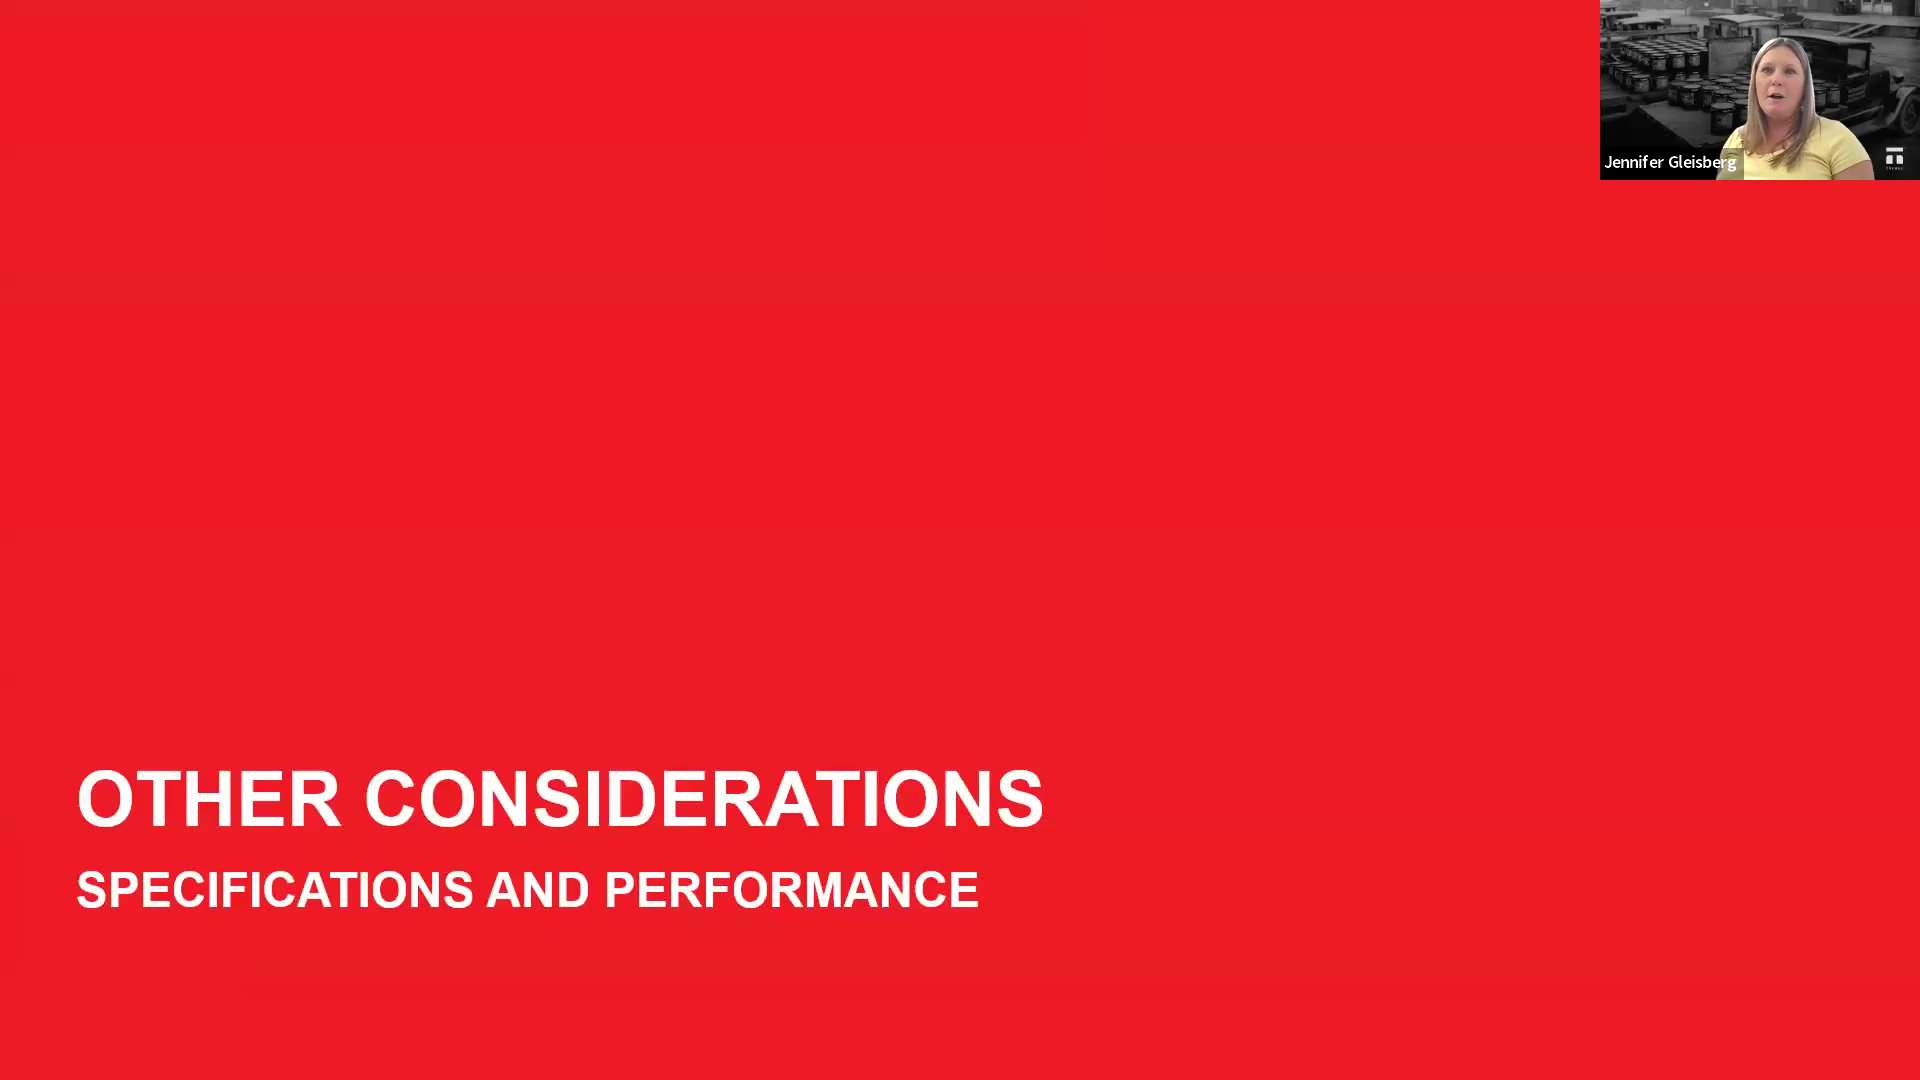 Jennifer Gleisberg
OTHER CONSIDERATIONS
SPECIFICATIONS AND PERFORMANCE